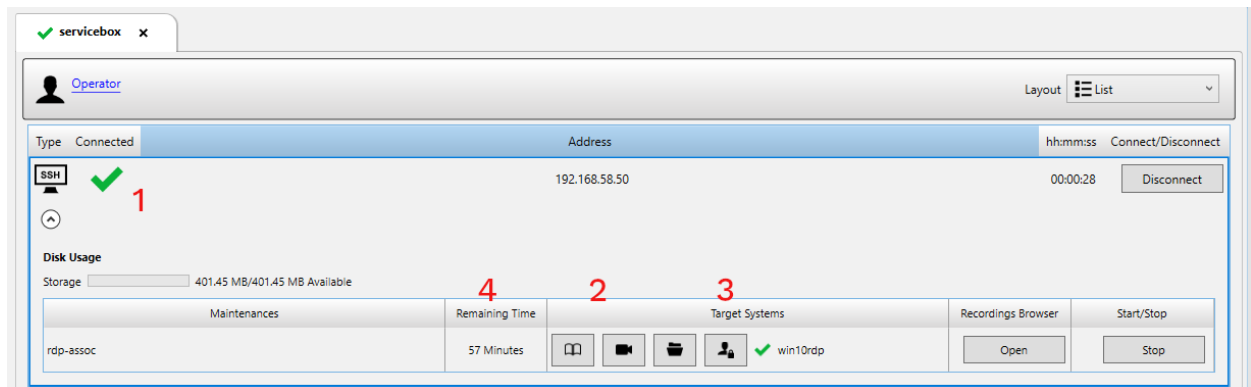 servicebox x
Operator
Layout List
Type Connected Address hh:mm:ss Connect/Disconnect
SSH 192.168.58.50 00:00:28 Disconnect
1
Disk Usage
Storage 401.45 MB/401.45 MB Available
4 2 3
Maintenances Remaining Time Target Systems Recordings Browser Start/Stop
rdp-assoc 57 Minutes win10rdp Open Stop